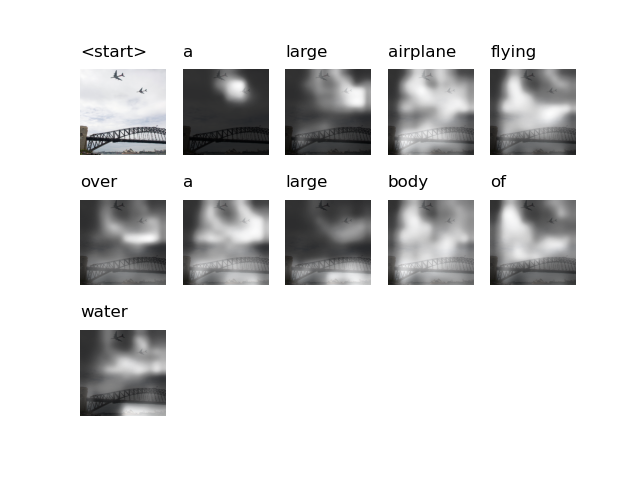 <start> a large airplane flying
over a large body of
water